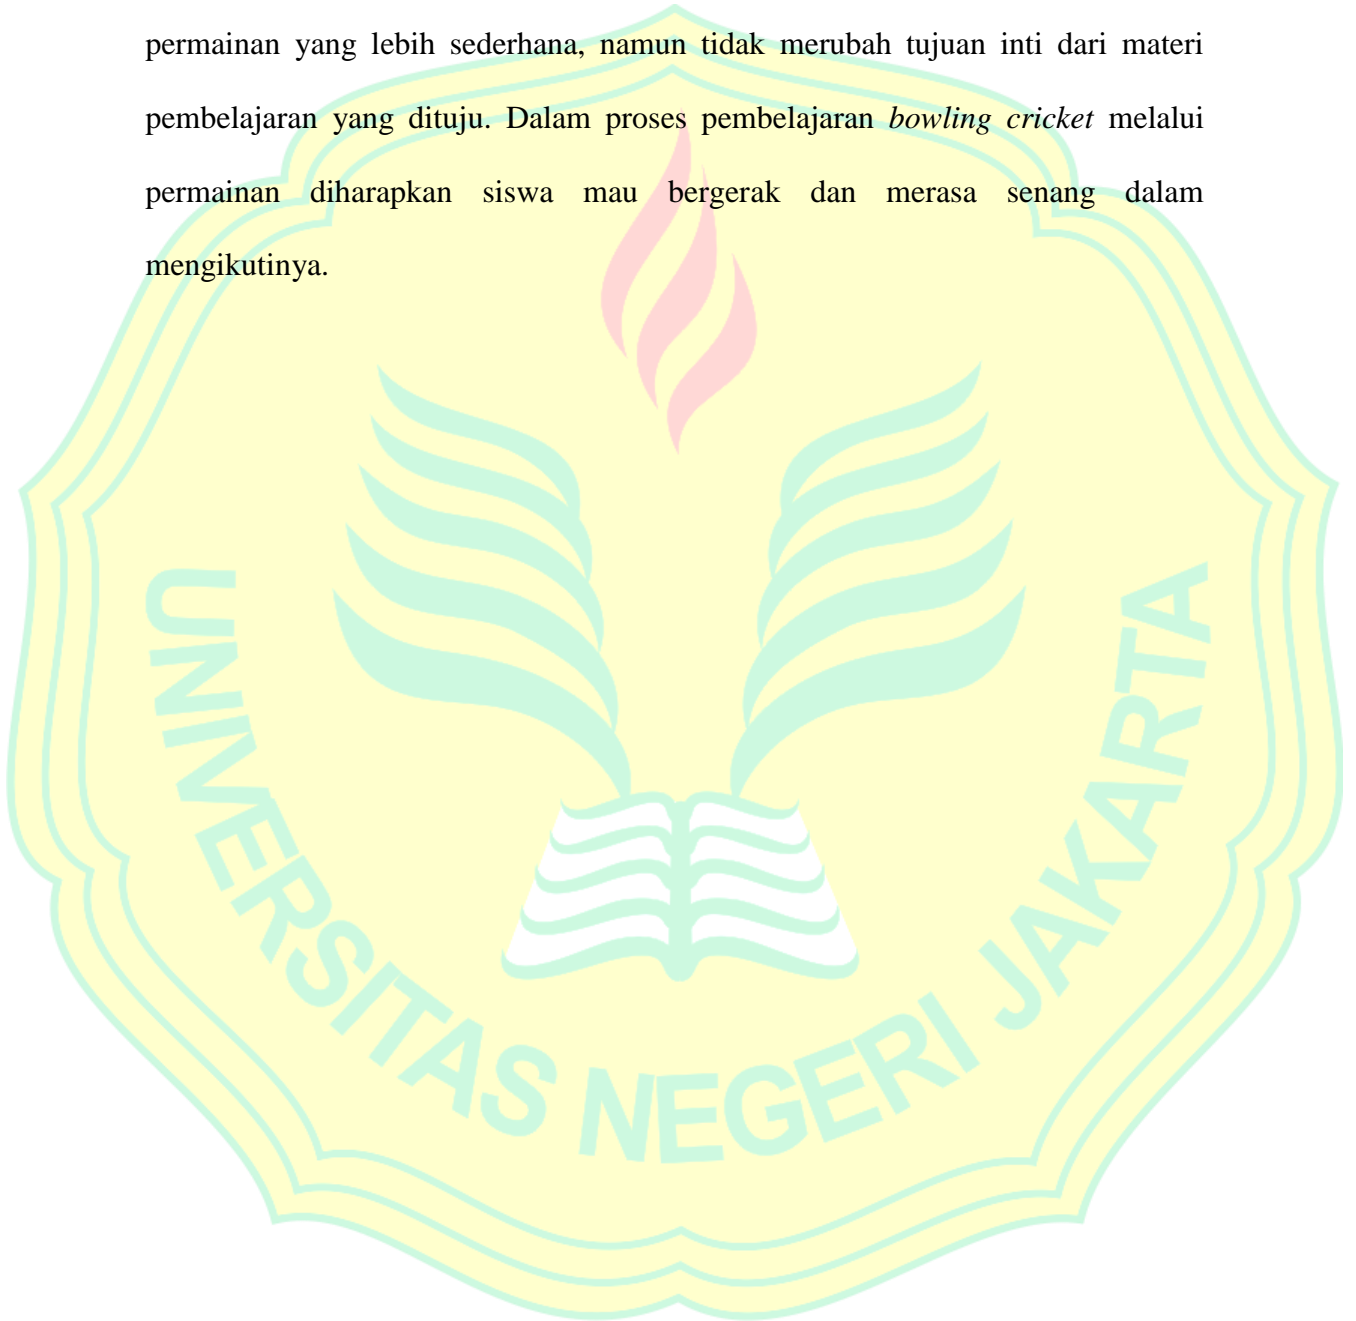 permainan yang lebih sederhana, namun tidak merubah tujuan inti dari materi
pembelajaran yang dituju. Dalam proses pembelajaran bowling cricket melalui
permainan diharapkan siswa mau bergerak dan merasa senang dalam
mengikutinya.
UNIVERSITAS NEGERI JAKARTA